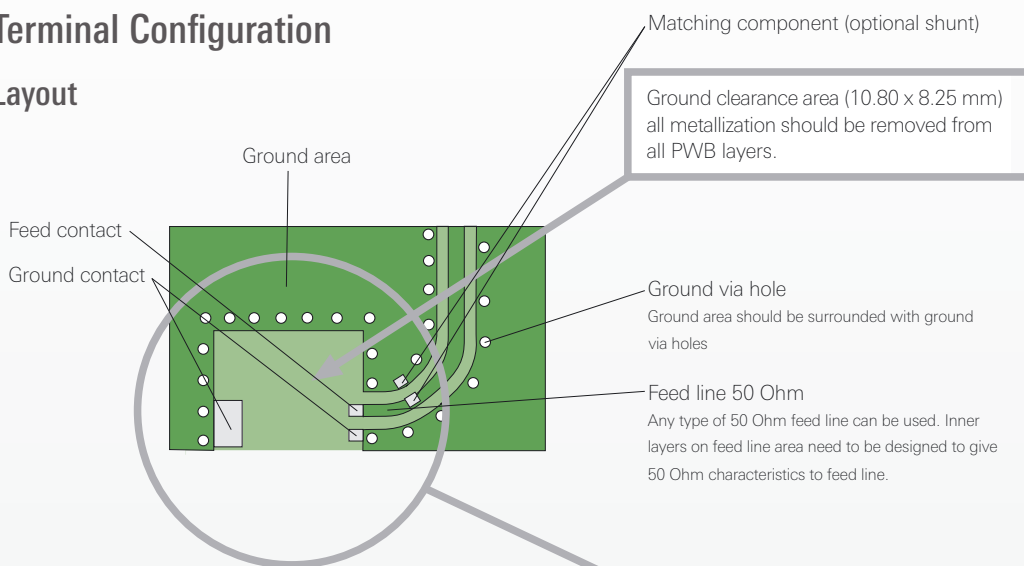 Terminal Configuration
Layout
Matching component (optional shunt)
Ground clearance area (10.80 x 8.25 mm)
all metallization should be removed from
all PWB layers.
Ground area
Feed contact
Ground contact
Ground via hole
Ground area should be surrounded with ground
via holes
Feed line 50 Ohm
Any type of 50 Ohm feed line can be used. Inner
layers on feed line area need to be designed to give
50 Ohm characteristics to feed line.